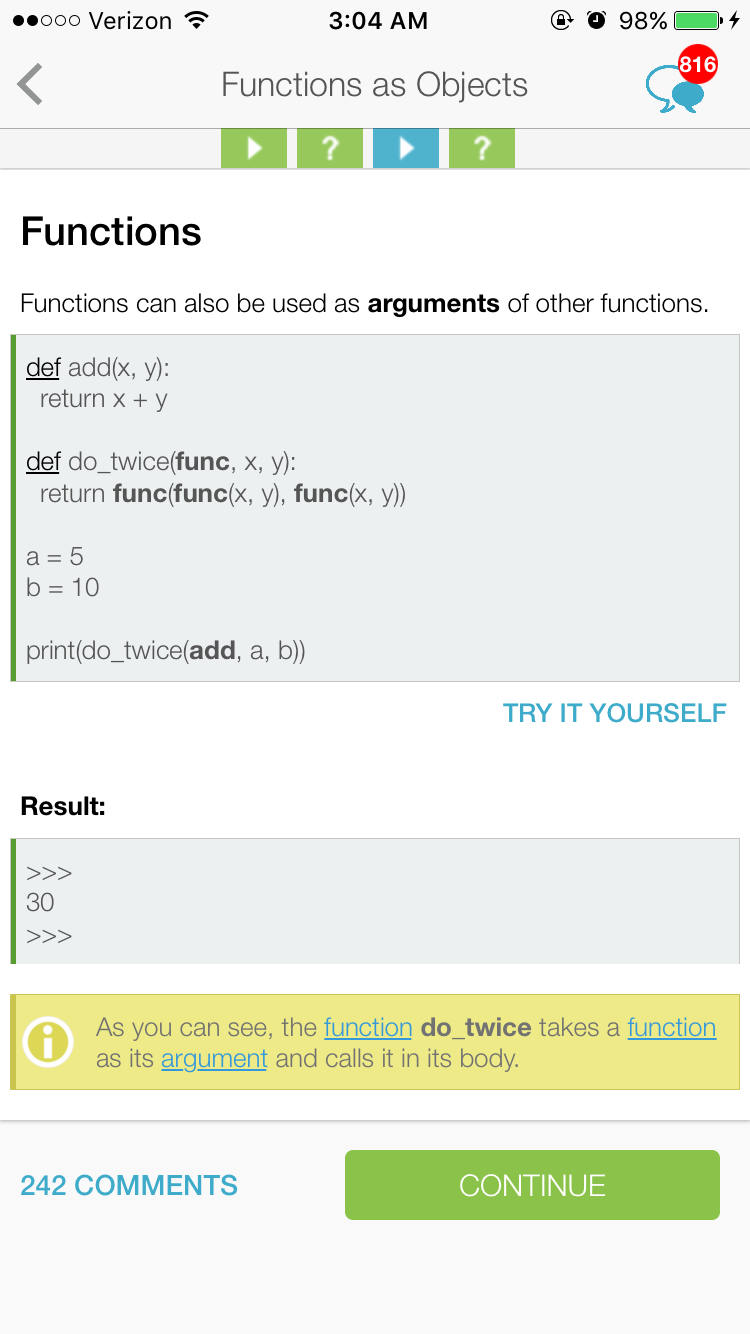 Verizon 3:04 AM 98%
Functions as Objects 816
? ?
Functions
Functions can also be used as arguments of other functions.
def add(x, y):
return x + y
def do_twice(func, x, y):
return func(func(x, y), func(x, y))
a = 5
b = 10
print(do_twice(add, a, b))
TRY IT YOURSELF
Result:
>>>
30
>>>
As you can see, the function do_twice takes a function
as its argument and calls it in its body.
242 COMMENTS CONTINUE